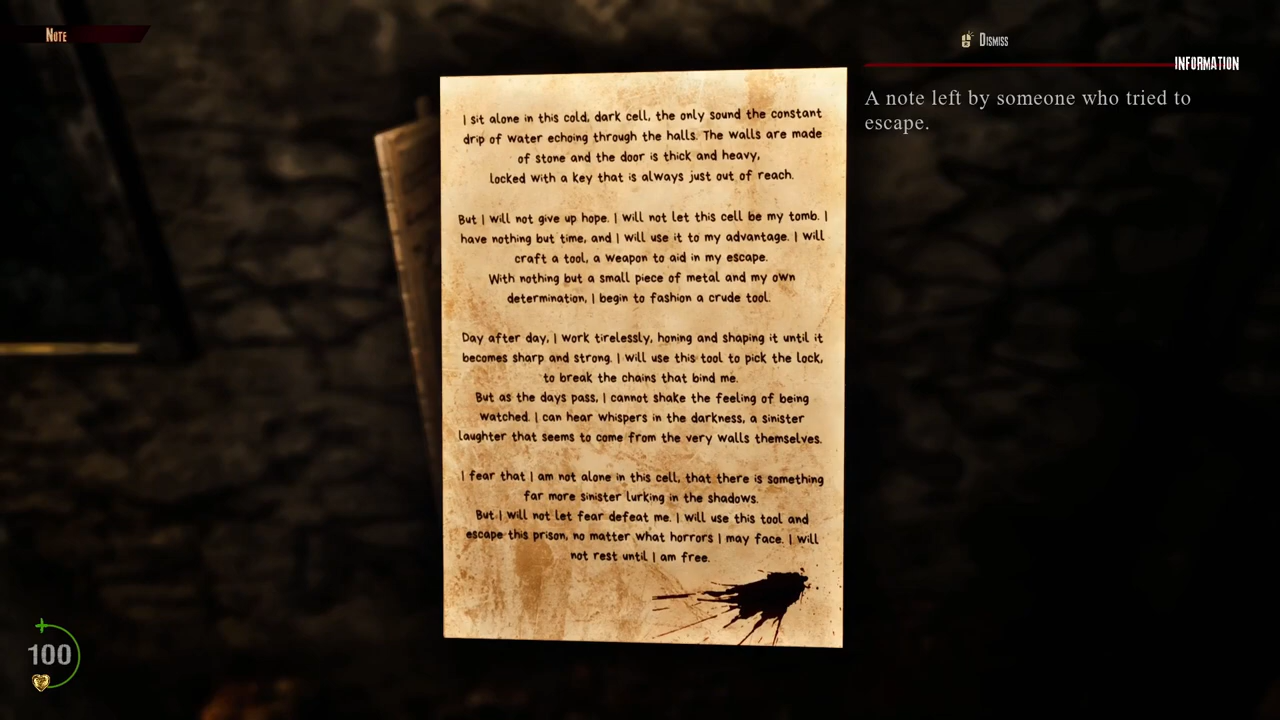 Note
Dismiss
INFORMATION
A note left by someone who tried to
escape.
I sit alone in this cold, dark cell, the only sound the constant
drip of water echoing through the halls. The walls are made
of stone and the door is thick and heavy,
locked with a key that is always just out of reach.
But I will not give up hope. I will not let this cell be my tomb. I
have nothing but time, and I will use it to my advantage. I will
craft a tool, a weapon to aid in my escape.
With nothing but a small piece of metal and my own
determination, I begin to fashion a crude tool.
Day after day, I work tirelessly, honing and shaping it until it
becomes sharp and strong. I will use this tool to pick the lock,
to break the chains that bind me.
But as the days pass, I cannot shake the feeling of being
watched. I can hear whispers in the darkness, a sinister
laughter that seems to come from the very walls themselves.
I fear that I am not alone in this cell, that there is something
far more sinister lurking in the shadows.
But I will not let fear defeat me. I will use this tool and
escape this prison, no matter what horrors I may face. I will
not rest until I am free.
100